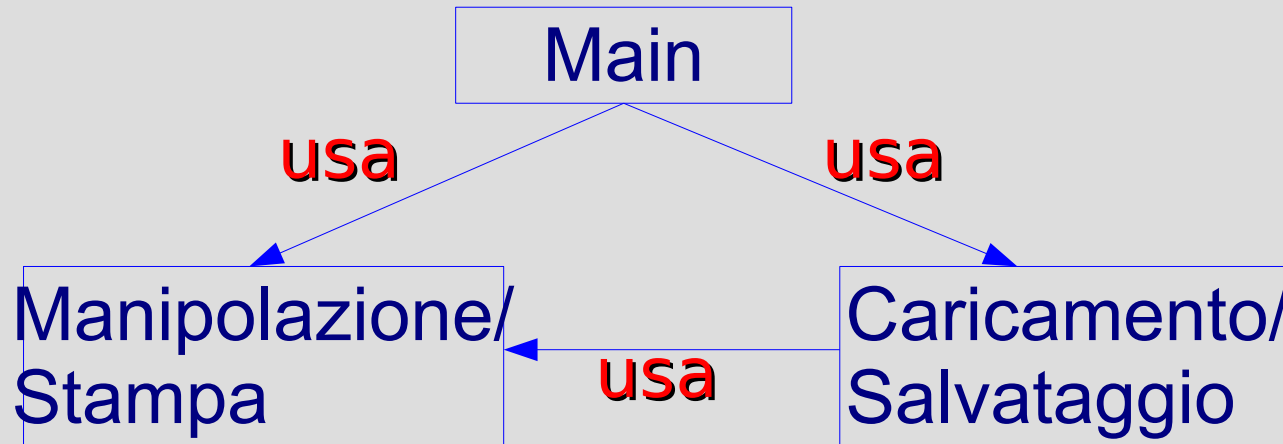 Main
usa
usa
Manipolazione/
Stampa
usa
Caricamento/
Salvataggio